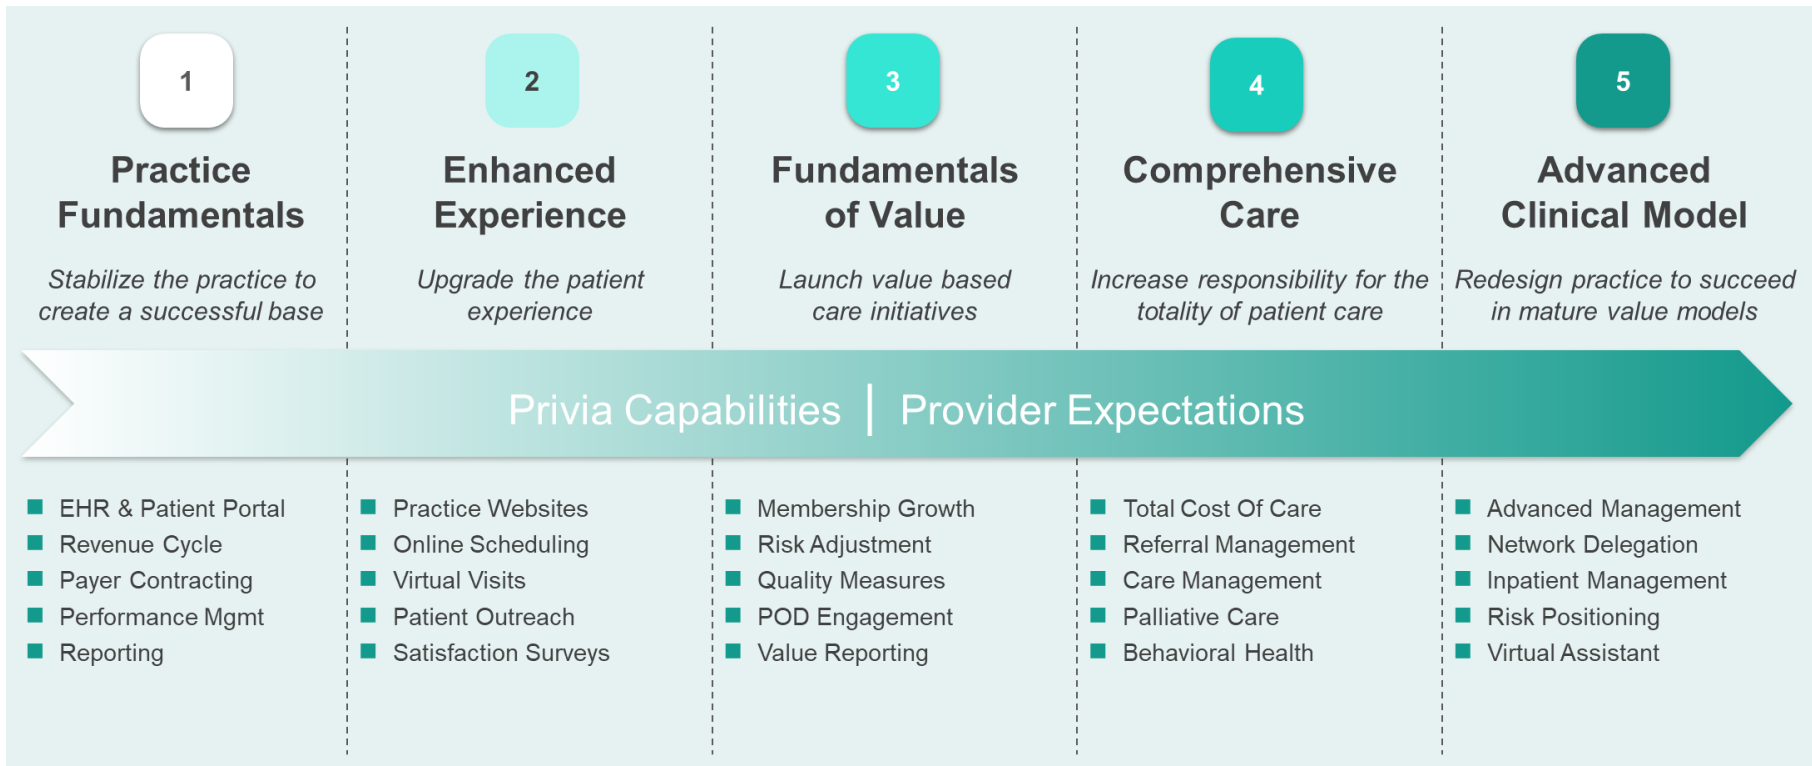 1
Practice
Fundamentals
Stabilize the practice to
create a successful base
2
Enhanced
Experience
Upgrade the patient
experience
3
Fundamentals
of Value
Launch value based
care initiatives
4
Comprehensive
Care
Increase responsibility for the
totality of patient care
5
Advanced
Clinical Model
Redesign practice to succeed
in mature value models
Privia Capabilities | Provider Expectations
EHR & Patient Portal
Revenue Cycle
Payer Contracting
Performance Mgmt
Reporting
Practice Websites
Online Scheduling
Virtual Visits
Patient Outreach
Satisfaction Surveys
Membership Growth
Risk Adjustment
Quality Measures
POD Engagement
Value Reporting
Total Cost Of Care
Referral Management
Care Management
Palliative Care
Behavioral Health
Advanced Management
Network Delegation
Inpatient Management
Risk Positioning
Virtual Assistant